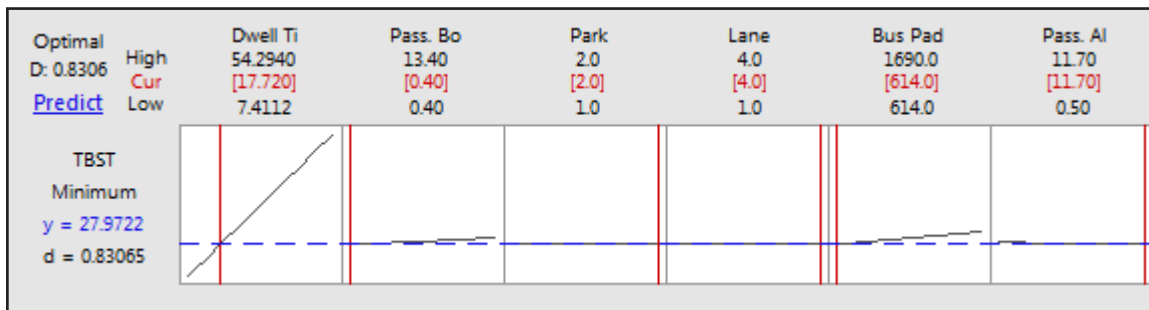 Optimal
D: 0.8306
Predict
High
Cur
Low
Dwell Ti
54.2940
[17.720]
7.4112
Pass. Bo
13.40
[0.40]
0.40
Park
2.0
[2.0]
1.0
Lane
4.0
[4.0]
1.0
Bus Pad
1690.0
[614.0]
614.0
Pass. Al
11.70
[11.70]
0.50
TBST
Minimum
y = 27.9722
d = 0.83065